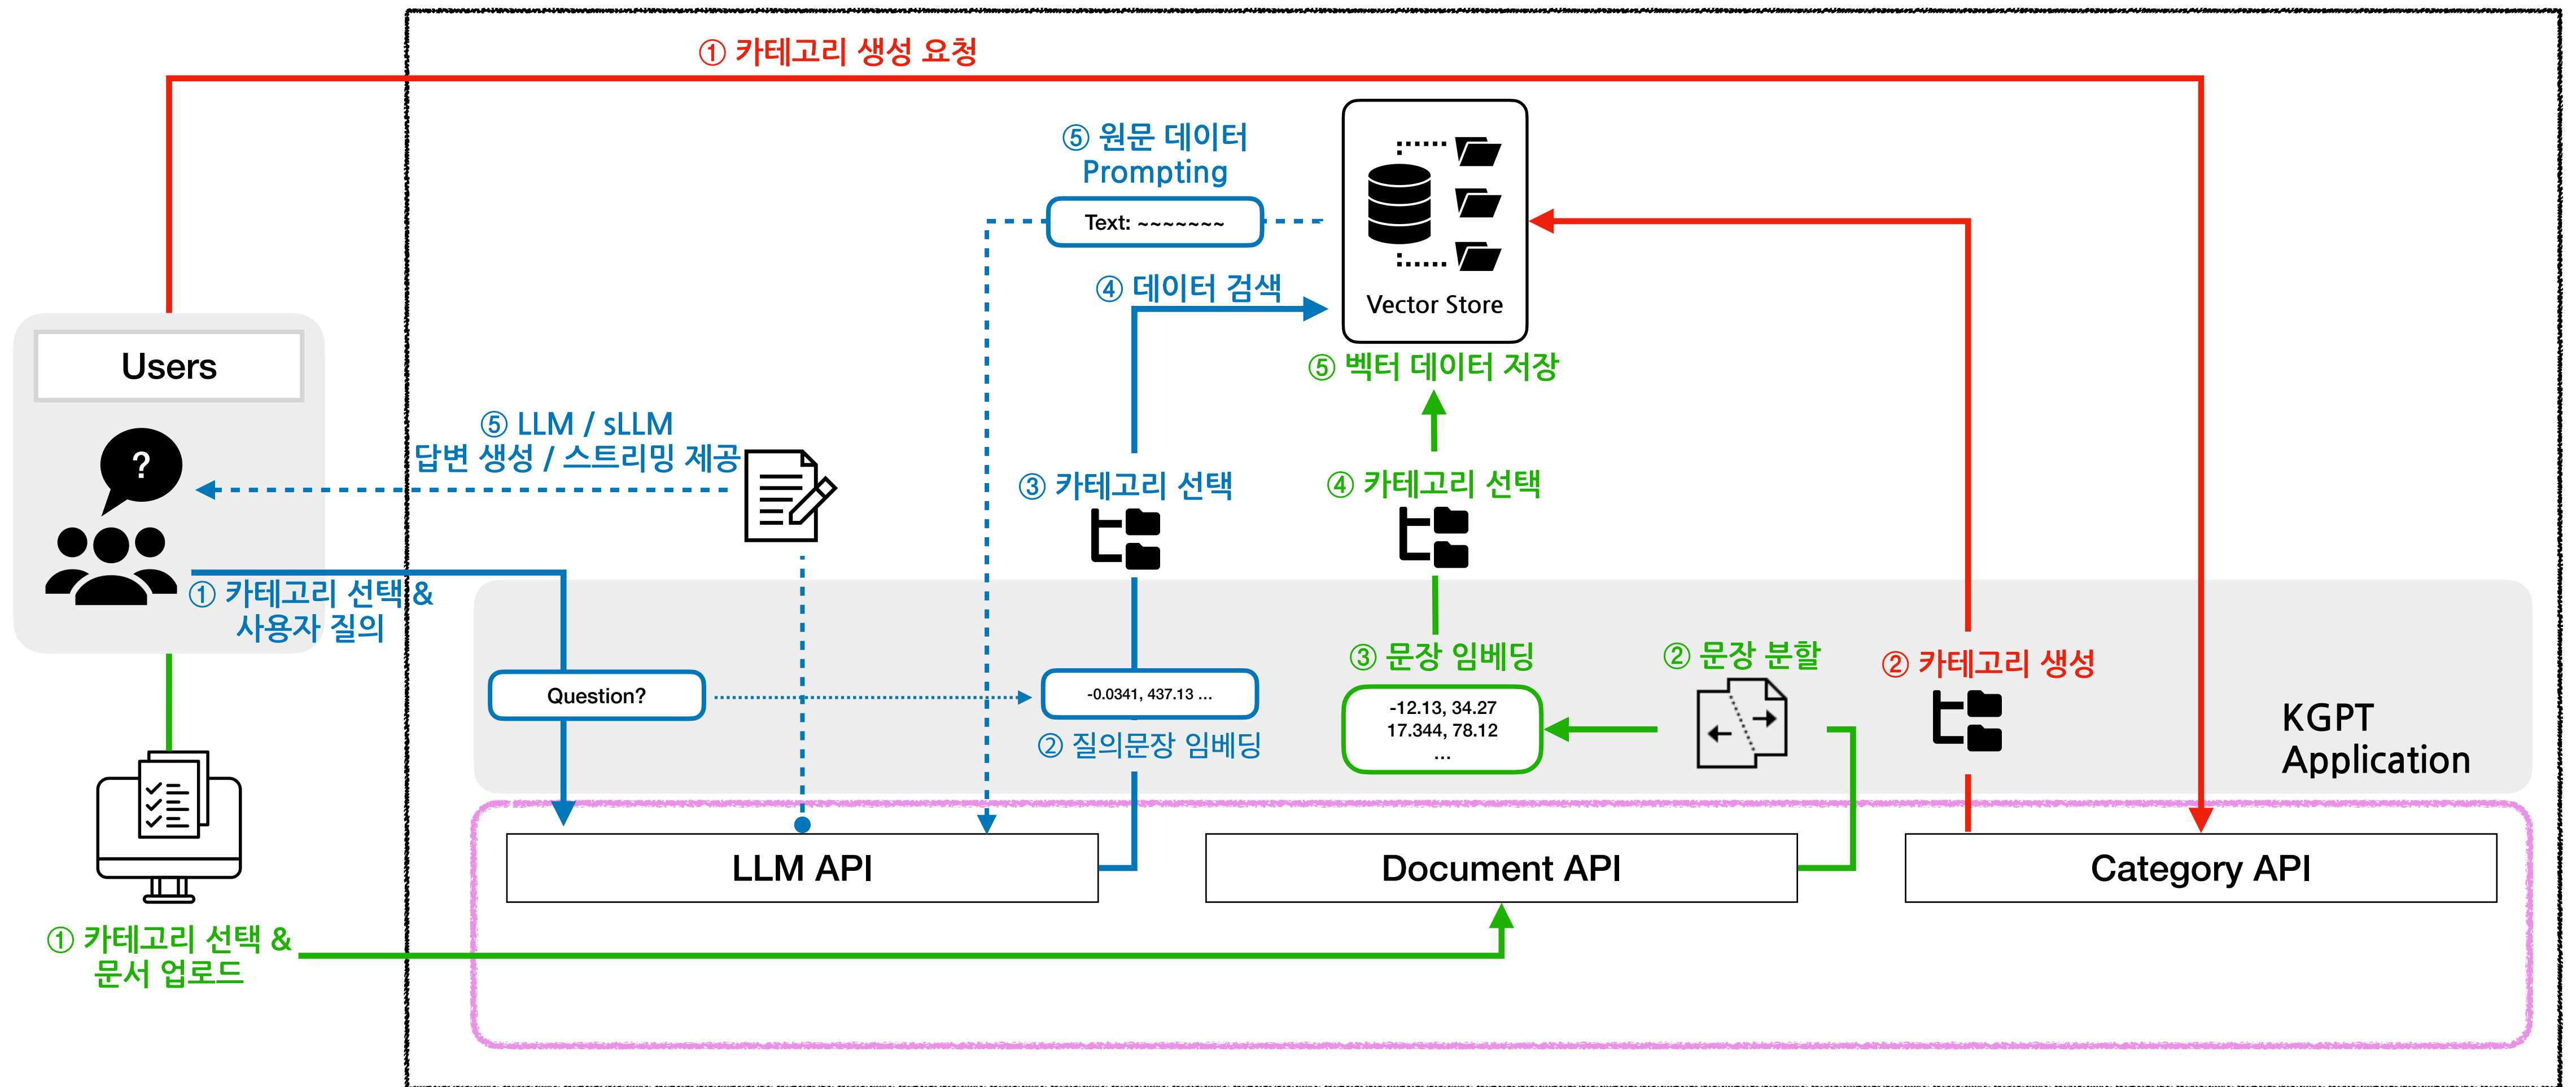 ① 카테고리 생성 요청
⑤ 원문 데이터
Prompting
Text: ~~~~~~~
④ 데이터 검색
Vector Store
⑤ 벡터 데이터 저장
Users
?
⑤ LLM / sLLM
답변 생성 / 스트리밍 제공
③ 카테고리 선택
④ 카테고리 선택
① 카테고리 선택 &
사용자 질의
Question?
-0.0341, 437.13 ...
② 질의문장 임베딩
③ 문장 임베딩
-12.13, 34.27
17.344, 78.12
...
② 문장 분할
② 카테고리 생성
KGPT
Application
LLM API
Document API
Category API
① 카테고리 선택 &
문서 업로드